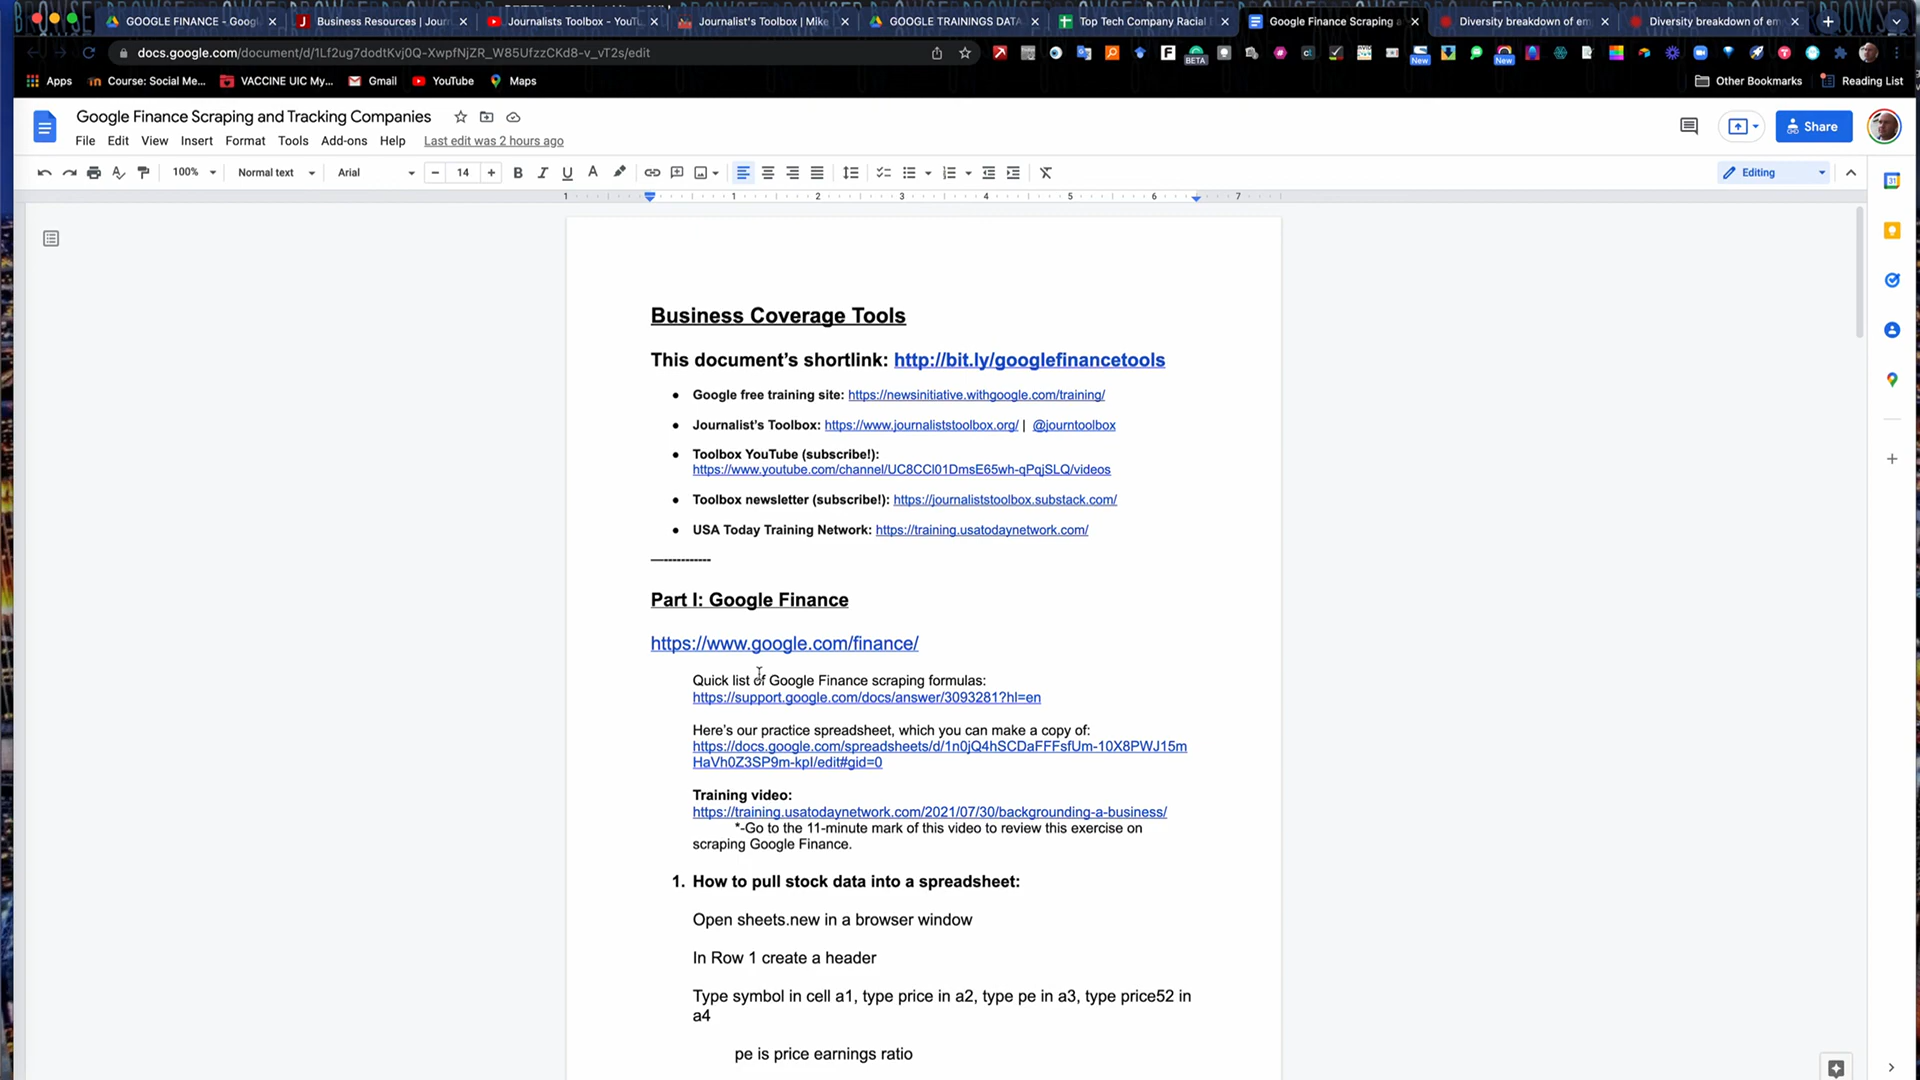 GOOGLE FINANCE - Googl
Business Resources | Journ
Journalists Toolbox - YouTu
Journalist's Toolbox | Mike
GOOGLE TRAININGS DATA
Top Tech Company Racial
Google Finance Scraping a
Diversity breakdown of em
Diversity breakdown of em
docs.google.com/document/d/1Lf2ug7dodtKvj0Q-XwpfNjZR_W85UfzzCKd8-v_vT2s/edit
BETA
New
New
Apps
Course: Social Me...
VACCINE UIC My...
Gmail
YouTube
Maps
Other Bookmarks
Reading List
Google Finance Scraping and Tracking Companies
File Edit View Insert Format Tools Add-ons Help Last edit was 2 hours ago
Share
100% Normal text Arial 14
Editing
1 1 2 3 4 5 6 7
Business Coverage Tools
This document's shortlink: http://bit.ly/googlefinancetools
● Google free training site: https://newsinitiative.withgoogle.com/training/
● Journalist's Toolbox: https://www.journaliststoolbox.org/ | @journtoolbox
● Toolbox YouTube (subscribe!):
https://www.youtube.com/channel/UC8CCl01DmsE65wh-qPqjSLQ/videos
● Toolbox newsletter (subscribe!): https://journaliststoolbox.substack.com/
● USA Today Training Network: https://training.usatodaynetwork.com/
—-----------
Part I: Google Finance
https://www.google.com/finance/
Quick list of Google Finance scraping formulas:
https://support.google.com/docs/answer/3093281?hl=en
Here's our practice spreadsheet, which you can make a copy of:
https://docs.google.com/spreadsheets/d/1n0jQ4hSCDaFFFsfUm-10X8PWJ15m
HaVh0Z3SP9m-kpI/edit#gid=0
Training video:
https://training.usatodaynetwork.com/2021/07/30/backgrounding-a-business/
*-Go to the 11-minute mark of this video to review this exercise on
scraping Google Finance.
1. How to pull stock data into a spreadsheet:
Open sheets.new in a browser window
In Row 1 create a header
Type symbol in cell a1, type price in a2, type pe in a3, type price52 in
a4
pe is price earnings ratio